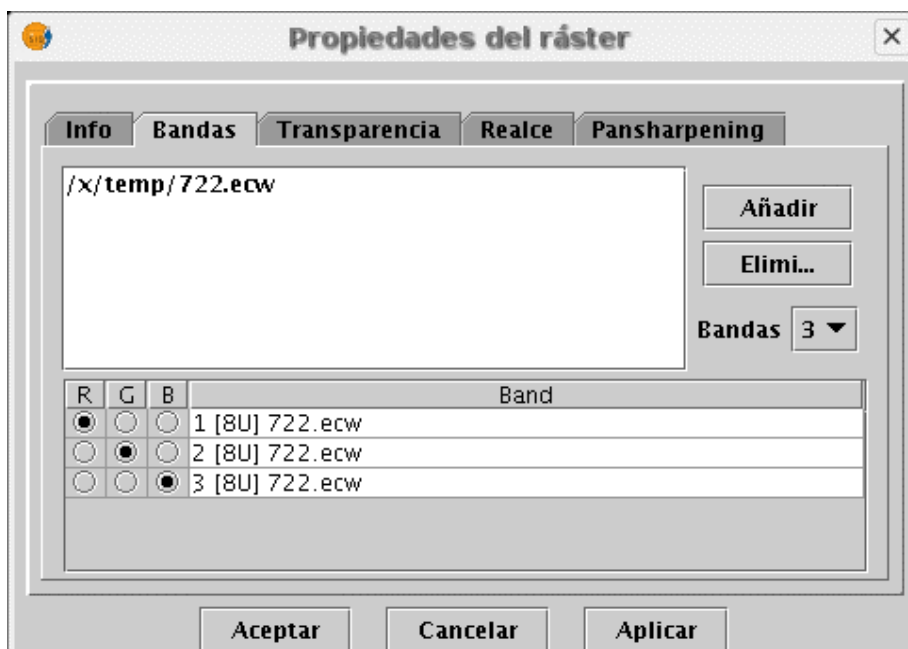 Propiedades del ráster
Info Bandas Transparencia Realce Pansharpening
/x/temp/722.ecw
Añadir
Elimi...
Bandas 3
R G B Band
1 [8U] 722.ecw
2 [8U] 722.ecw
3 [8U] 722.ecw
Aceptar Cancelar Aplicar